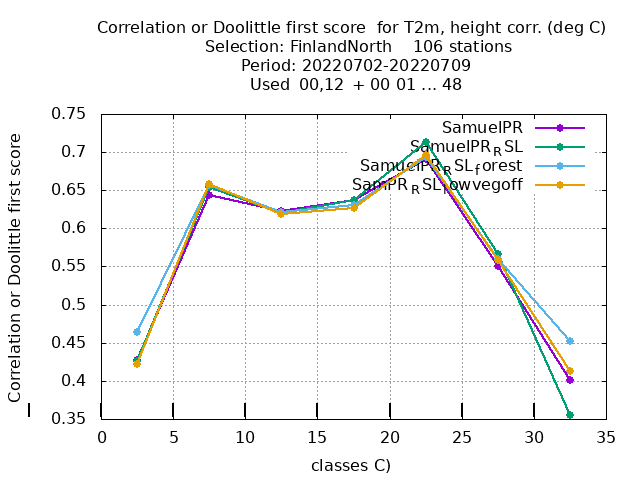 Correlation or Doolittle first score  for T2m, height corr. (deg C)
Selection: FinlandNorth    106 stations
Period: 20220702-20220709
Used  00,12  + 00 01 ... 48
Correlation or Doolittle first score
0.75
0.7
0.65
0.6
0.55
0.5
0.45
0.4
0.35
SamuelPR
SamuelPR_RSL
SamuelPR_RSL_forest
SamPR_RSL_lowvegoff
0 5 10 15 20 25 30 35
classes C)